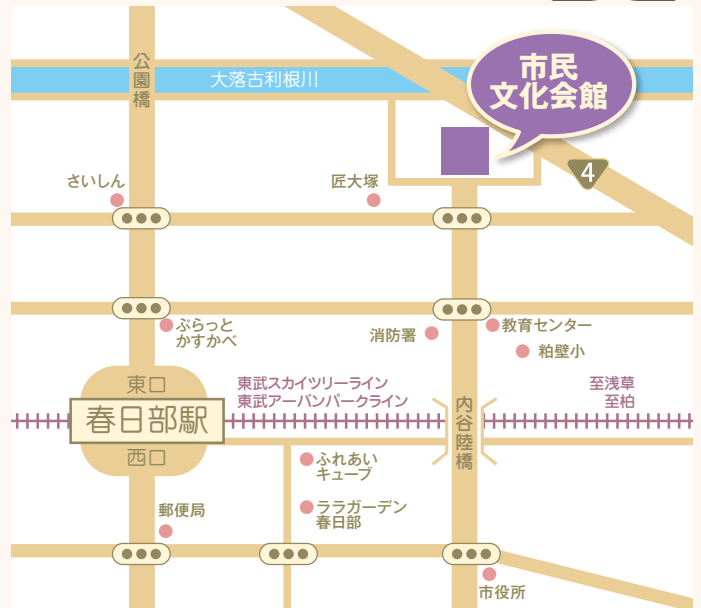 公園橋
大落古利根川
市民
文化会館
4
さいしん
匠大塚
ぷらっと
かすかべ
消防署
教育センター
粕壁小
東口
春日部駅
西口
東武スカイツリーライン
東武アーバンパークライン
内谷陸橋
至浅草
至柏
ふれあい
キューブ
ララガーデン
春日部
郵便局
市役所